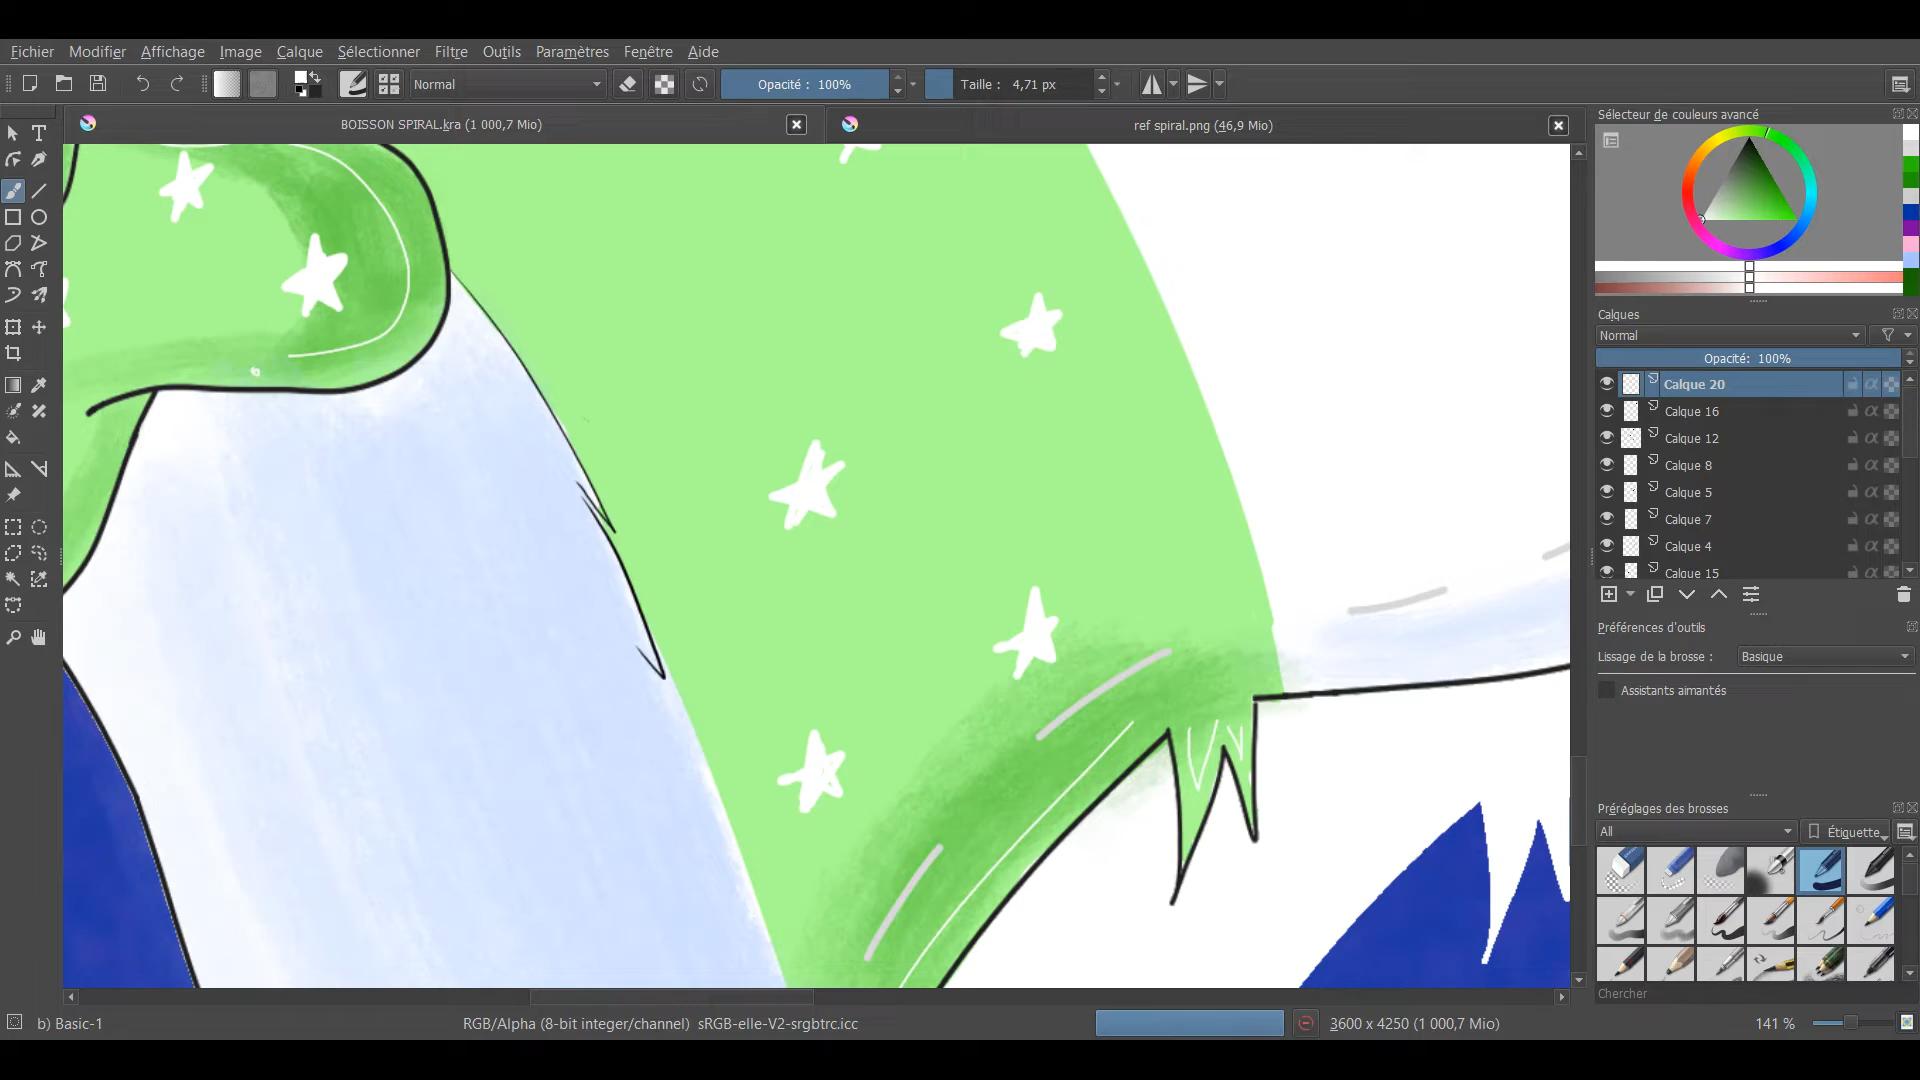 Fichier Modifier Affichage Image Calque Sélectionner Filtre Outils Paramètres Fenêtre Aide
Normal Opacité : 100% Taille : 4,71 px
BOISSON SPIRAL.kra (1 000,7 Mio) ref spiral.png (46,9 Mio)
Sélecteur de couleurs avancé
Calques
Normal
Opacité: 100%
Calque 20
Calque 16
Calque 12
Calque 8
Calque 5
Calque 7
Calque 4
Calque 15
Préférences d'outils
Lissage de la brosse : Basique
Assistants aimantés
Préréglages des brosses
All Étiquette
Chercher
b) Basic-1 RGB/Alpha (8-bit integer/channel) sRGB-elle-V2-srgbtrc.icc 3600 x 4250 (1 000,7 Mio) 141 %